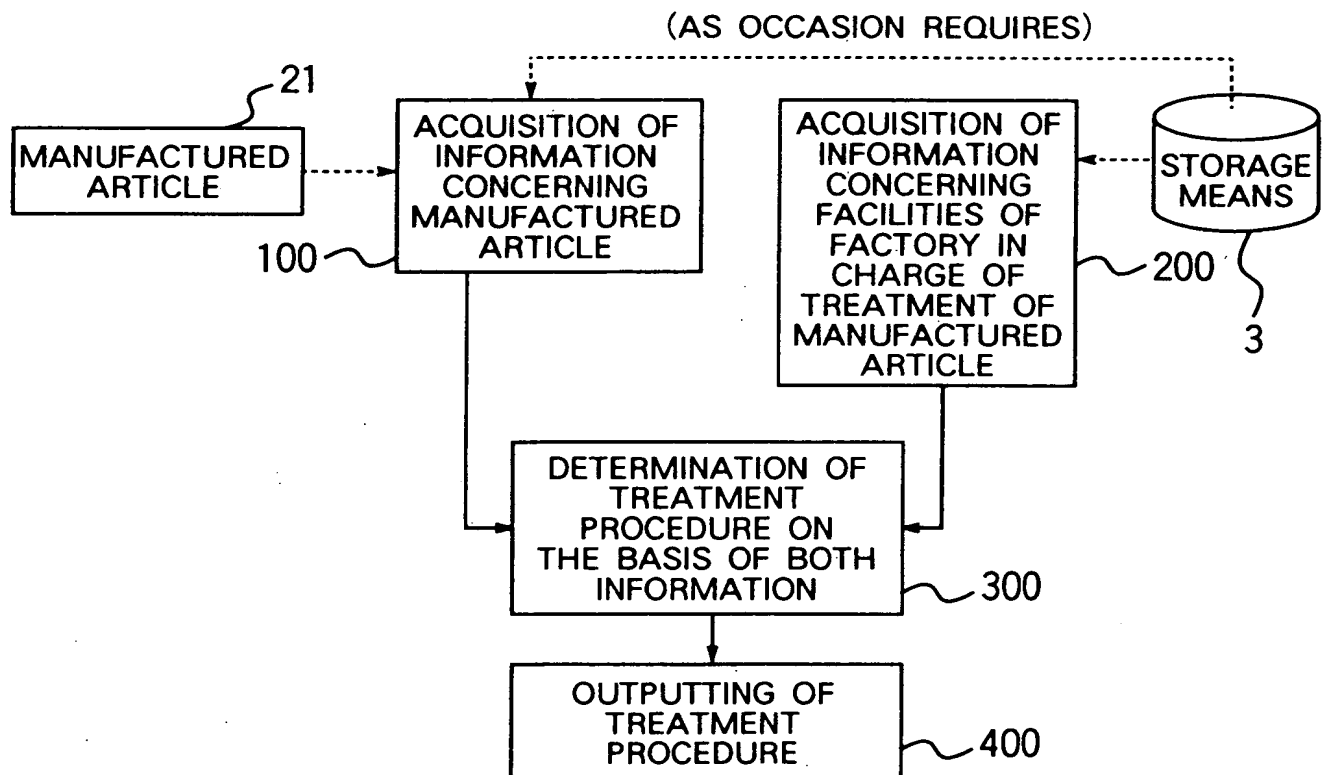 (AS OCCASION REQUIRES)
21
MANUFACTURED
ARTICLE
ACQUISITION OF
INFORMATION
CONCERNING
MANUFACTURED
ARTICLE
100
ACQUISITION OF
INFORMATION
CONCERNING
FACILITIES OF
FACTORY IN
CHARGE OF
TREATMENT OF
MANUFACTURED
ARTICLE
200
STORAGE
MEANS
3
DETERMINATION OF
TREATMENT
PROCEDURE ON
THE BASIS OF BOTH
INFORMATION
300
OUTPUTTING OF
TREATMENT
PROCEDURE
400